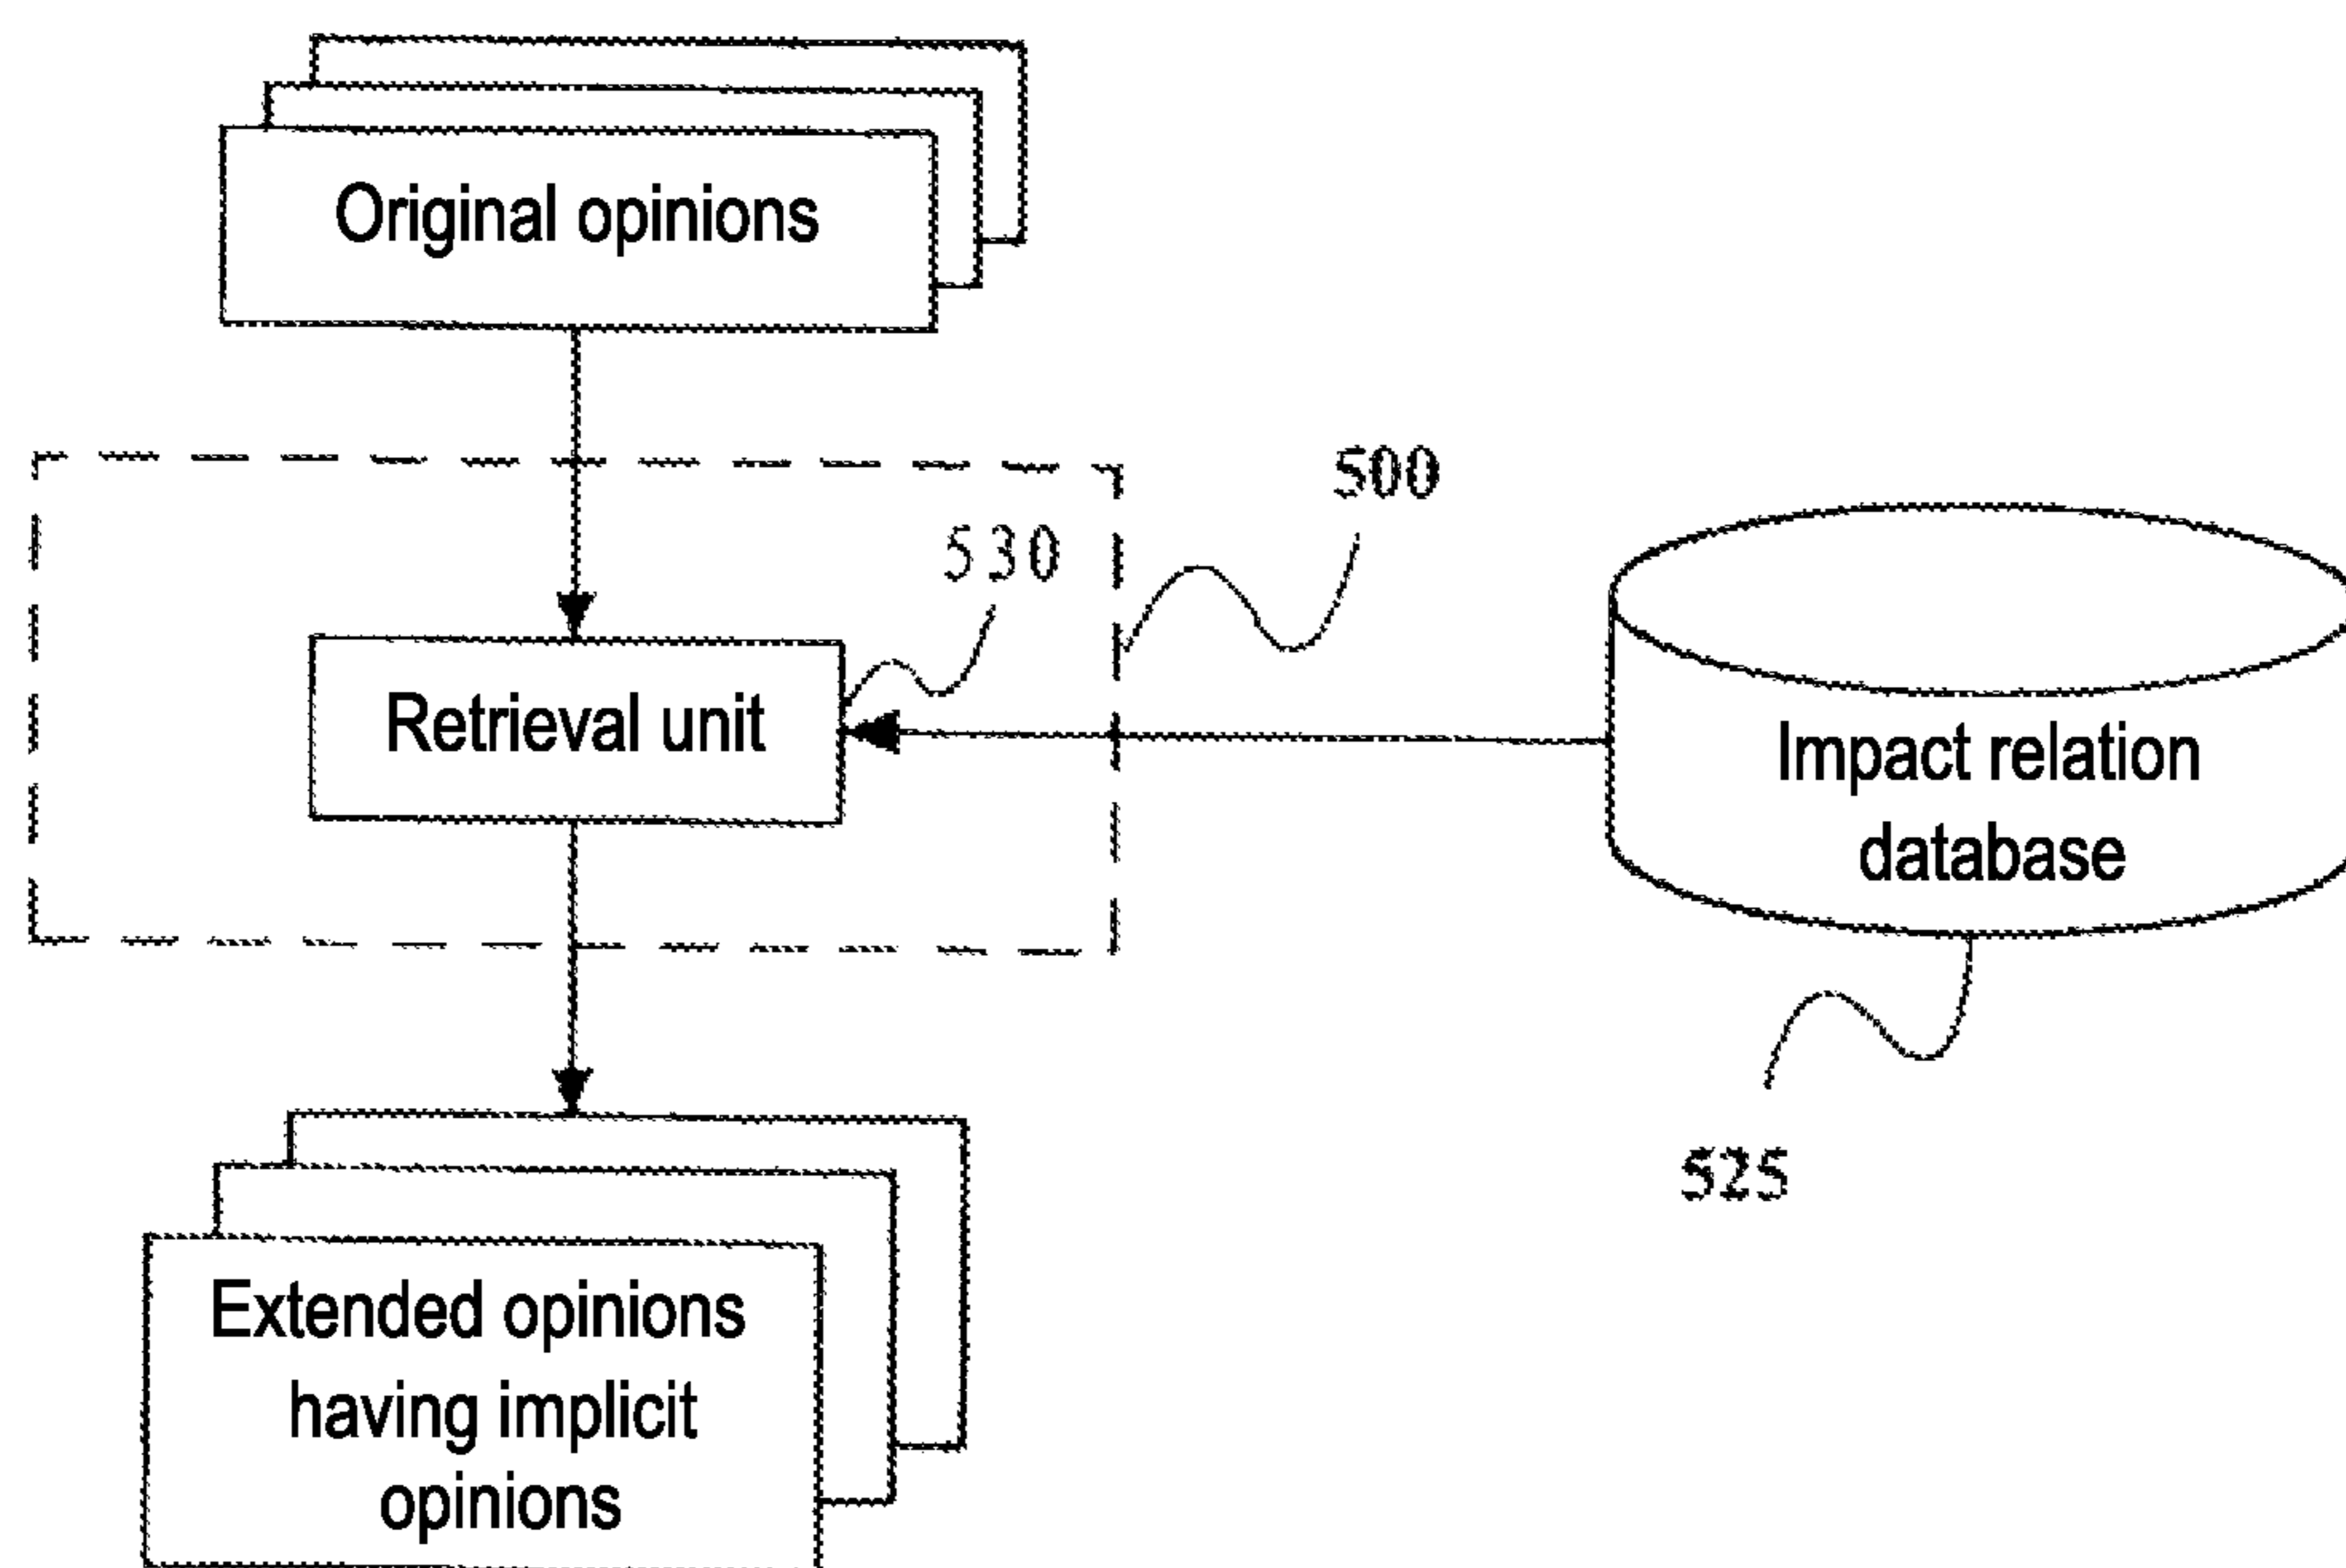 Original opinions
500
530
Retrieval unit
Impact relation
database
525
Extended opinions
having implicit
opinions